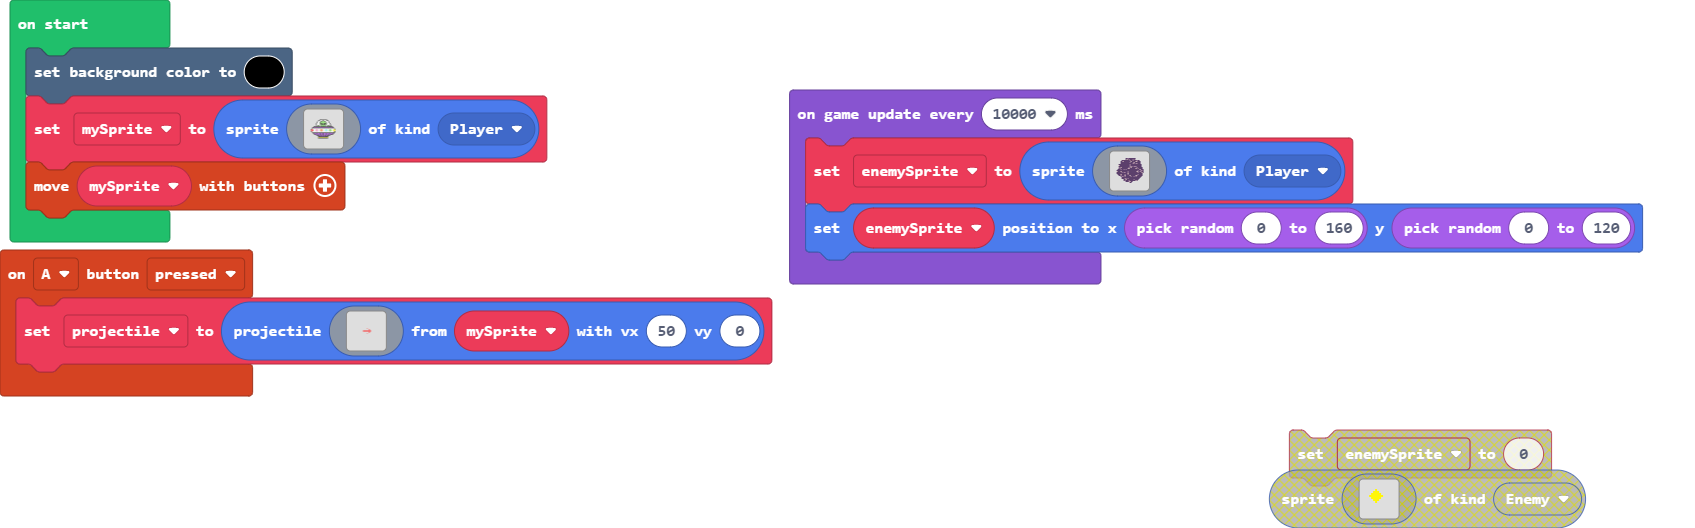 on start
set background color to
set mySprite to sprite of kind Player
move mySprite with buttons
on A button pressed
set projectile to projectile from mySprite with vx 50 vy 0
on game update every 10000 ms
set enemySprite to sprite of kind Player
set enemySprite position to x pick random 0 to 160 y pick random 0 to 120
set enemySprite to 0
sprite of kind Enemy